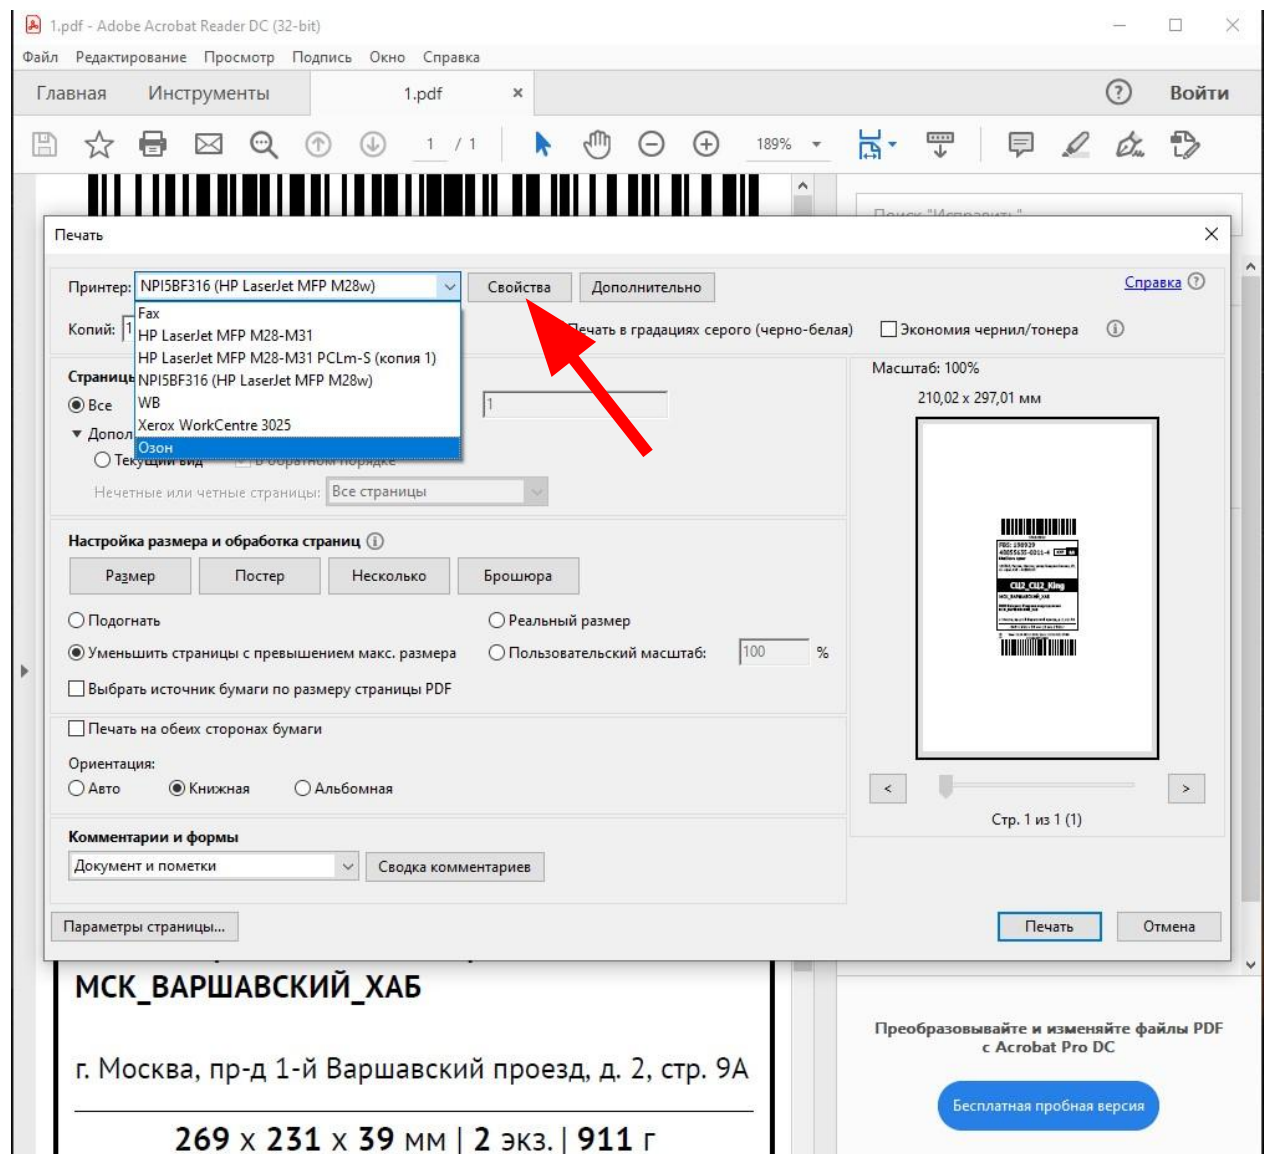 1.pdf - Adobe Acrobat Reader DC (32-bit)
Файл Редактирование Просмотр Подпись Окно Справка
Главная Инструменты 1.pdf × ? Войти
1 / 1 189%
Печать
Принтер: NPI5BF316 (HP LaserJet MFP M28w) Свойства Дополнительно Справка
Fax
Копий: 1 Печать в градациях серого (черно-белая) Экономия чернил/тонера
HP LaserJet MFP M28-M31
HP LaserJet MFP M28-M31 PCLm-S (копия 1)
NPI5BF316 (HP LaserJet MFP M28w)
WB
Xerox WorkCentre 3025
Озон
Страницы
Все 1
Допол
Текущий вид В обратном порядке
Нечетные или четные страницы: Все страницы
Масштаб: 100%
210,02 x 297,01 мм
CЦ2_CЦ2_King
Настройка размера и обработка страниц
Размер Постер Несколько Брошюра
Подогнать Реальный размер
Уменьшить страницы с превышением макс. размера Пользовательский масштаб: 100 %
Выбрать источник бумаги по размеру страницы PDF
Печать на обеих сторонах бумаги
Ориентация:
Авто Книжная Альбомная
< >
Стр. 1 из 1 (1)
Комментарии и формы
Документ и пометки Сводка комментариев
Параметры страницы... Печать Отмена
МСК_ВАРШАВСКИЙ_ХАБ
г. Москва, пр-д 1-й Варшавский проезд, д. 2, стр. 9А
269 x 231 x 39 мм | 2 экз. | 911 г
Преобразовывайте и изменяйте файлы PDF
с Acrobat Pro DC
Бесплатная пробная версия